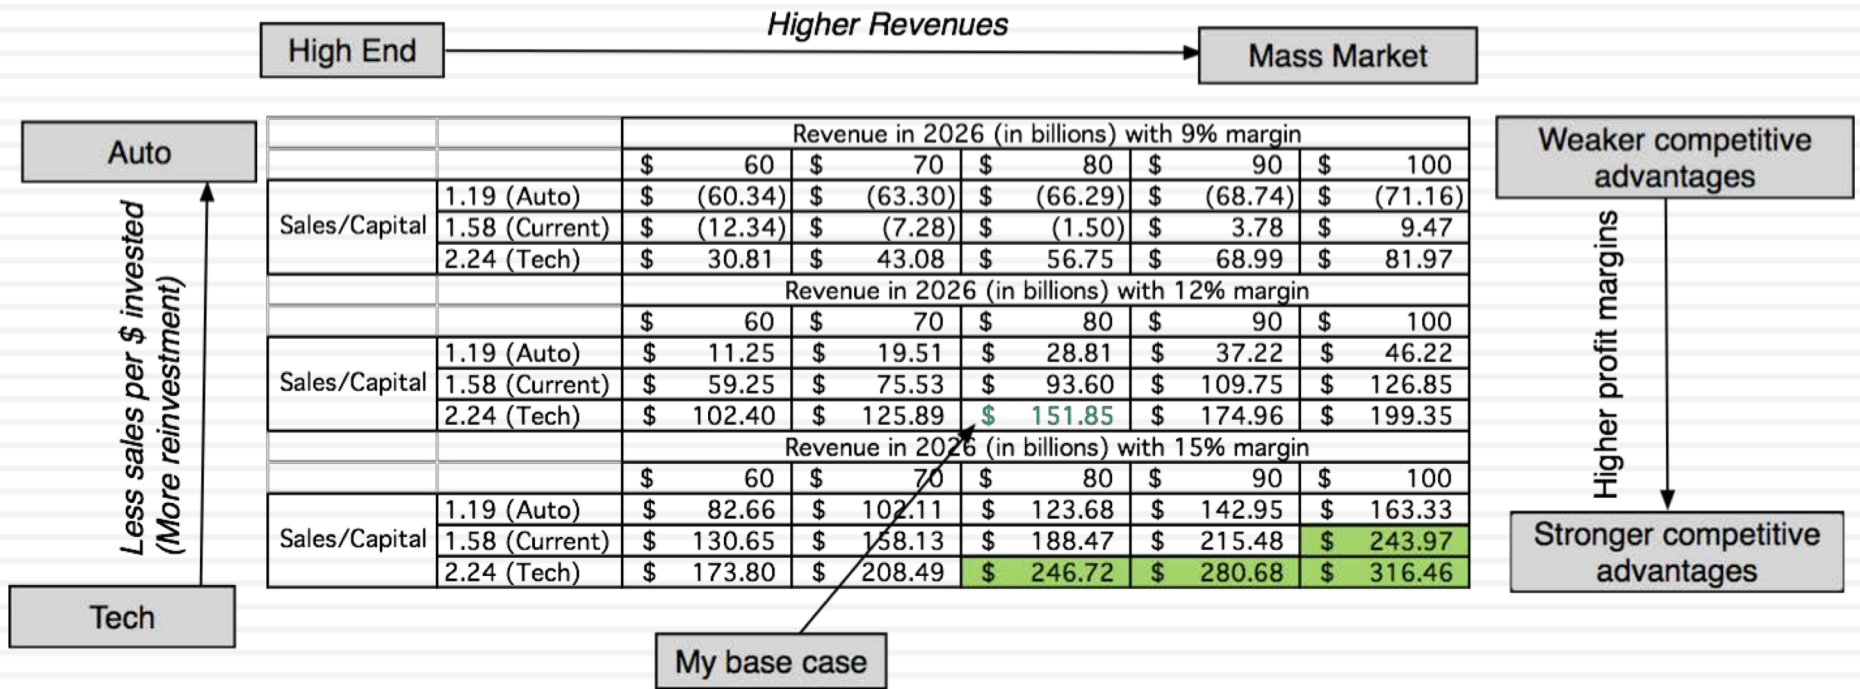 Higher Revenues
High End
Mass Market
Auto
Less sales per $ invested
(More reinvestment)
Tech
Revenue in 2026 (in billions) with 9% margin
$ 60 $ 70 $ 80 $ 90 $ 100
Sales/Capital
1.19 (Auto) $ (60.34) $ (63.30) $ (66.29) $ (68.74) $ (71.16)
1.58 (Current) $ (12.34) $ (7.28) $ (1.50) $ 3.78 $ 9.47
2.24 (Tech) $ 30.81 $ 43.08 $ 56.75 $ 68.99 $ 81.97
Revenue in 2026 (in billions) with 12% margin
$ 60 $ 70 $ 80 $ 90 $ 100
Sales/Capital
1.19 (Auto) $ 11.25 $ 19.51 $ 28.81 $ 37.22 $ 46.22
1.58 (Current) $ 59.25 $ 75.53 $ 93.60 $ 109.75 $ 126.85
2.24 (Tech) $ 102.40 $ 125.89 $ 151.85 $ 174.96 $ 199.35
Revenue in 2026 (in billions) with 15% margin
$ 60 $ 70 $ 80 $ 90 $ 100
Sales/Capital
1.19 (Auto) $ 82.66 $ 102.11 $ 123.68 $ 142.95 $ 163.33
1.58 (Current) $ 130.65 $ 158.13 $ 188.47 $ 215.48 $ 243.97
2.24 (Tech) $ 173.80 $ 208.49 $ 246.72 $ 280.68 $ 316.46
Weaker competitive
advantages
Higher profit margins
Stronger competitive
advantages
My base case